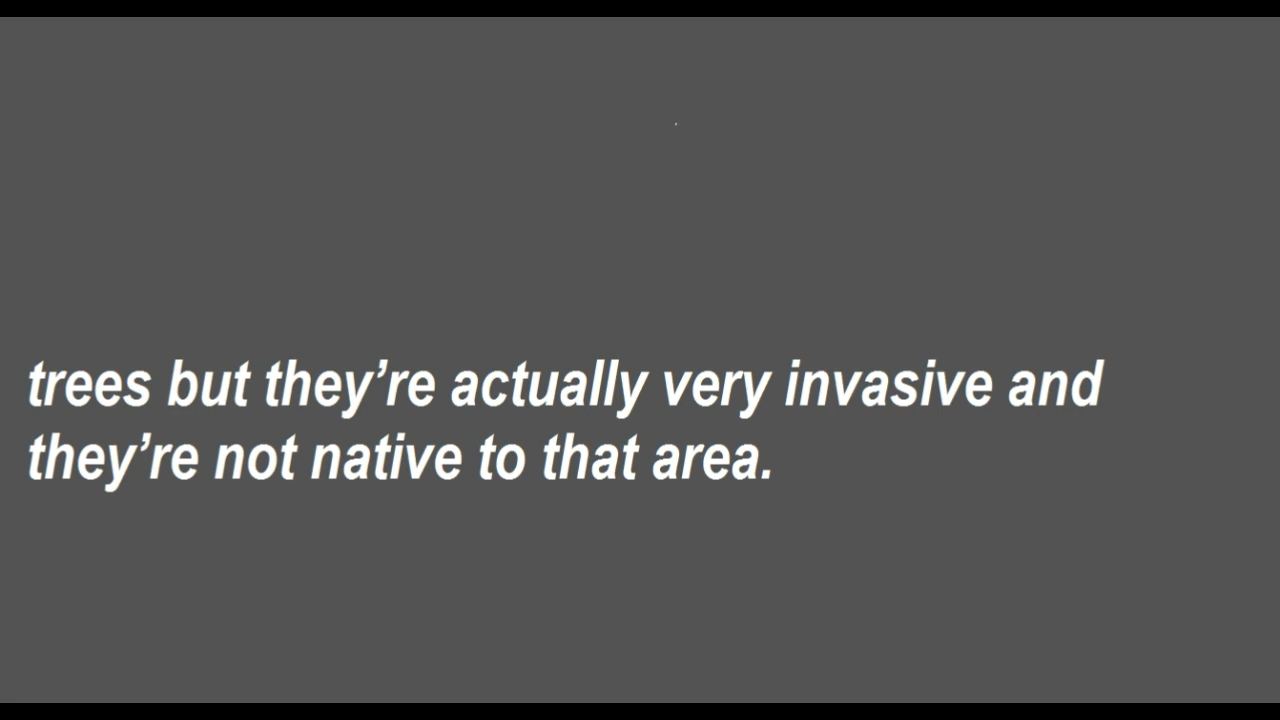 trees but they’re actually very invasive and
they’re not native to that area.